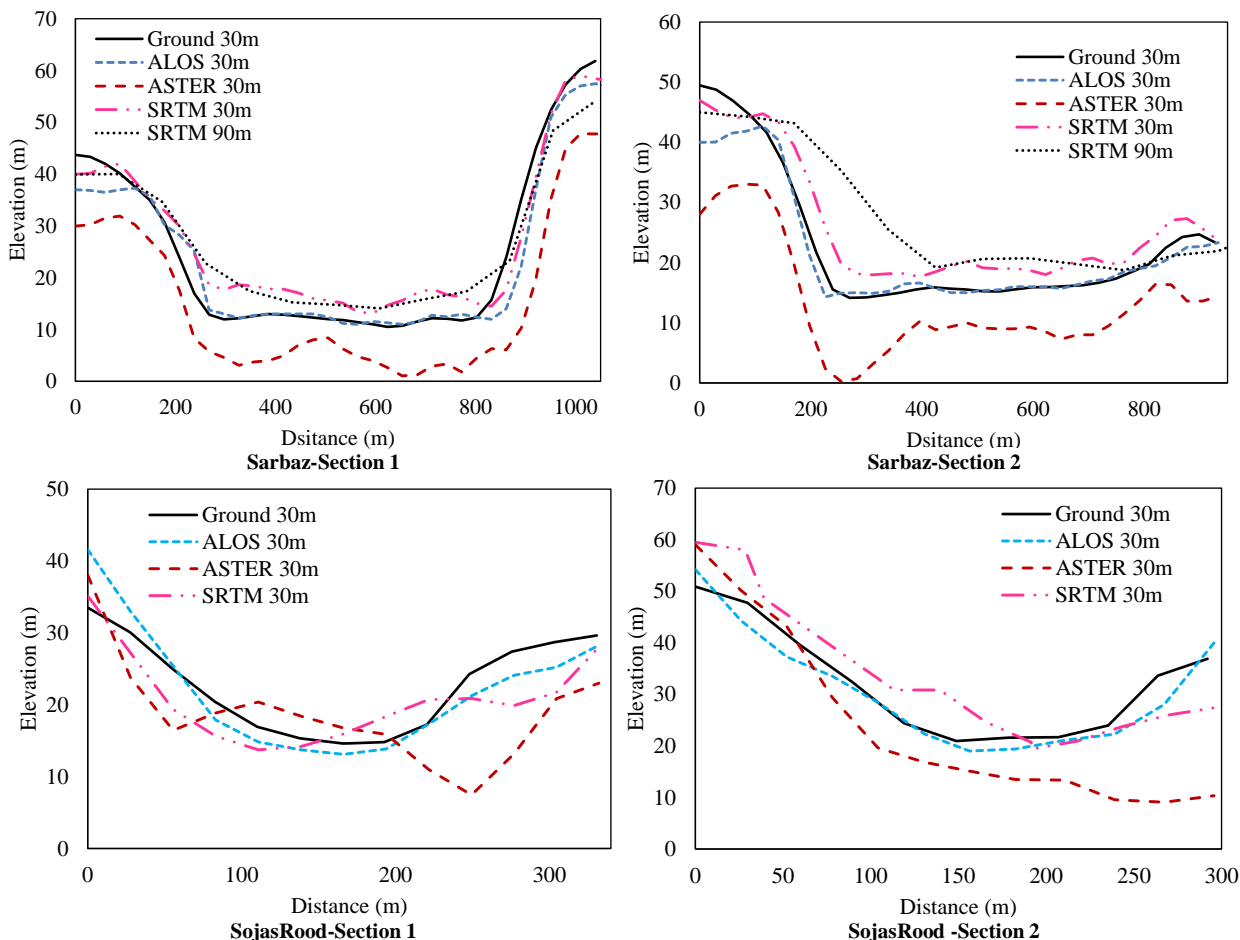 70
60
50
40
30
20
10
0
Elevation (m)
Ground 30m
ALOS 30m
ASTER 30m
SRTM 30m
SRTM 90m
0 200 400 600 800 1000
Dsitance (m)
Sarbaz-Section 1
60
50
40
30
20
10
0
Elevation (m)
Ground 30m
ALOS 30m
ASTER 30m
SRTM 30m
SRTM 90m
0 200 400 600 800
Dsitance (m)
Sarbaz-Section 2
50
40
30
20
10
0
Elevation (m)
Ground 30m
ALOS 30m
ASTER 30m
SRTM 30m
0 100 200 300
Distance (m)
SojasRood-Section 1
70
60
50
40
30
20
10
0
Elevation (m)
Ground 30m
ALOS 30m
ASTER 30m
SRTM 30m
0 50 100 150 200 250 300
Distance (m)
SojasRood -Section 2